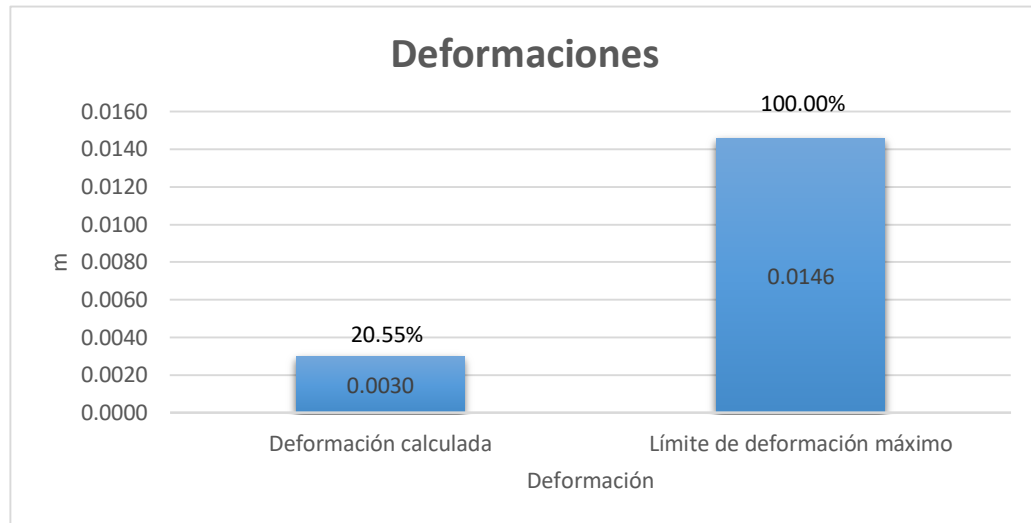 Deformaciones
0.0160
0.0140
0.0120
0.0100
0.0080
0.0060
0.0040
0.0020
0.0000
m
20.55%
0.0030
100.00%
0.0146
Deformación calculada
Límite de deformación máximo
Deformación